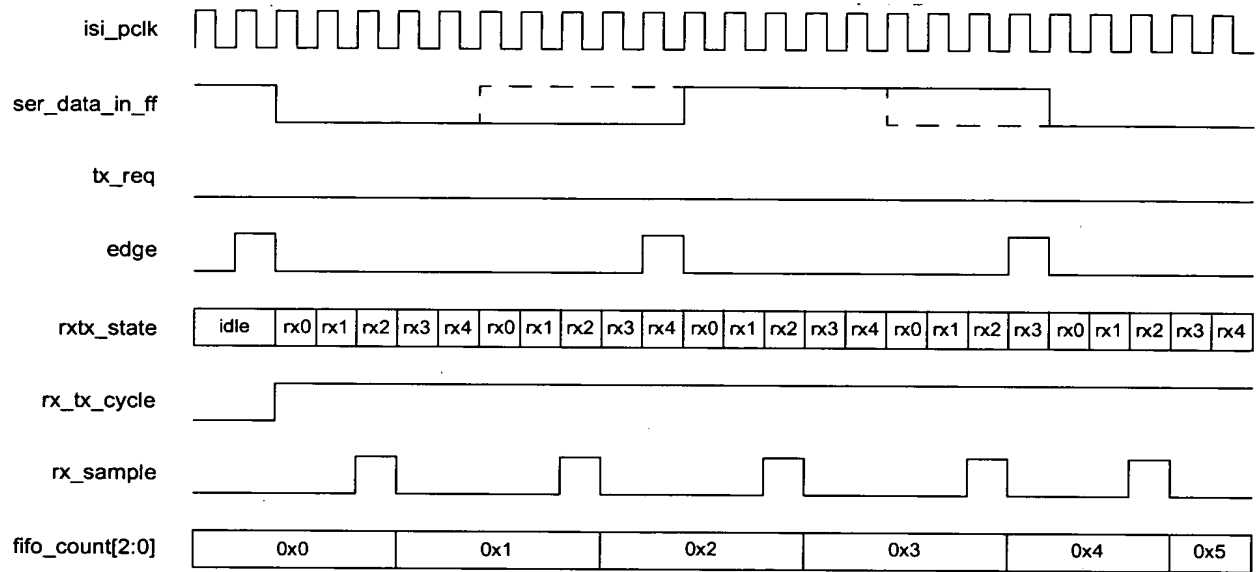 isi_pclk
ser_data_in_ff
tx_req
edge
rxtx_state idle rx0 rx1 rx2 rx3 rx4 rx0 rx1 rx2 rx3 rx4 rx0 rx1 rx2 rx3 rx4 rx0 rx1 rx2 rx3 rx0 rx1 rx2 rx3 rx4
rx_tx_cycle
rx_sample
fifo_count[2:0] 0x0 0x1 0x2 0x3 0x4 0x5